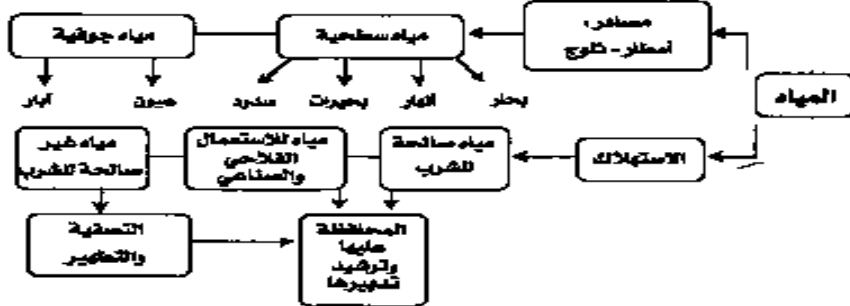 المياه
مصادر:
أمطار - ثلوج
مياه سطحية
مياه جوفية
بحار
أنهار
بحيرات
سدود
عيون
آبار
الاستهلاك
مياه صالحة
للشرب
مياه للاستعمال
الفلاحي
والصناعي
مياه غير
صالحة للشرب
المحافظة
عليها
وترشيد
تدبيرها
التصفية
والتطهير